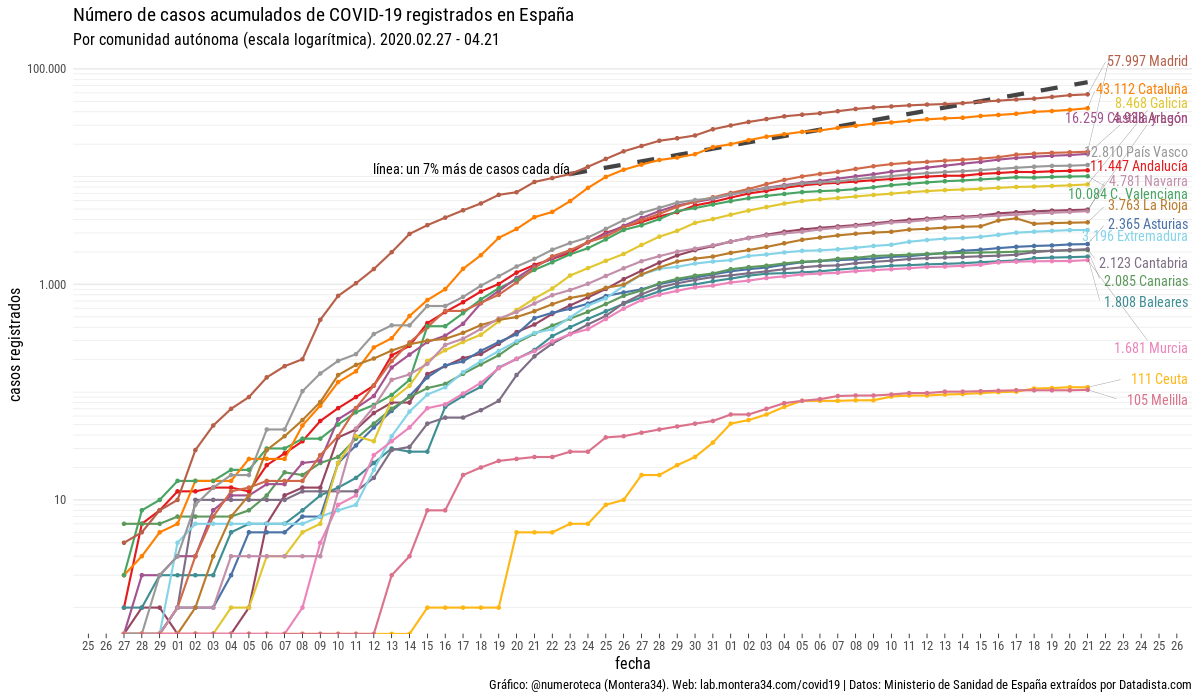 Número de casos acumulados de COVID-19 registrados en España
Por comunidad autónoma (escala logarítmica). 2020.02.27 - 04.21
100.000
1.000
10
casos registrados
línea: un 7% más de casos cada día
57.997 Madrid
43.112 Cataluña
8.468 Galicia
16.259
12.810 País Vasco
11.447 Andalucía
4.781 Navarra
10.084 C. Valenciana
3.763 La Rioja
2.365 Asturias
3.196 Extremadura
2.123 Cantabria
2.085 Canarias
1.808 Baleares
1.681 Murcia
111 Ceuta
105 Melilla
25 26 27 28 29 01 02 03 04 05 06 07 08 09 10 11 12 13 14 15 16 17 18 19 20 21 22 23 24 25 26 27 28 29 30 31 01 02 03 04 05 06 07 08 09 10 11 12 13 14 15 16 17 18 19 20 21 22 23 24 25 26
fecha
Gráfico: @numeroteca (Montera34). Web: lab.montera34.com/covid19 | Datos: Ministerio de Sanidad de España extraídos por Datadista.com